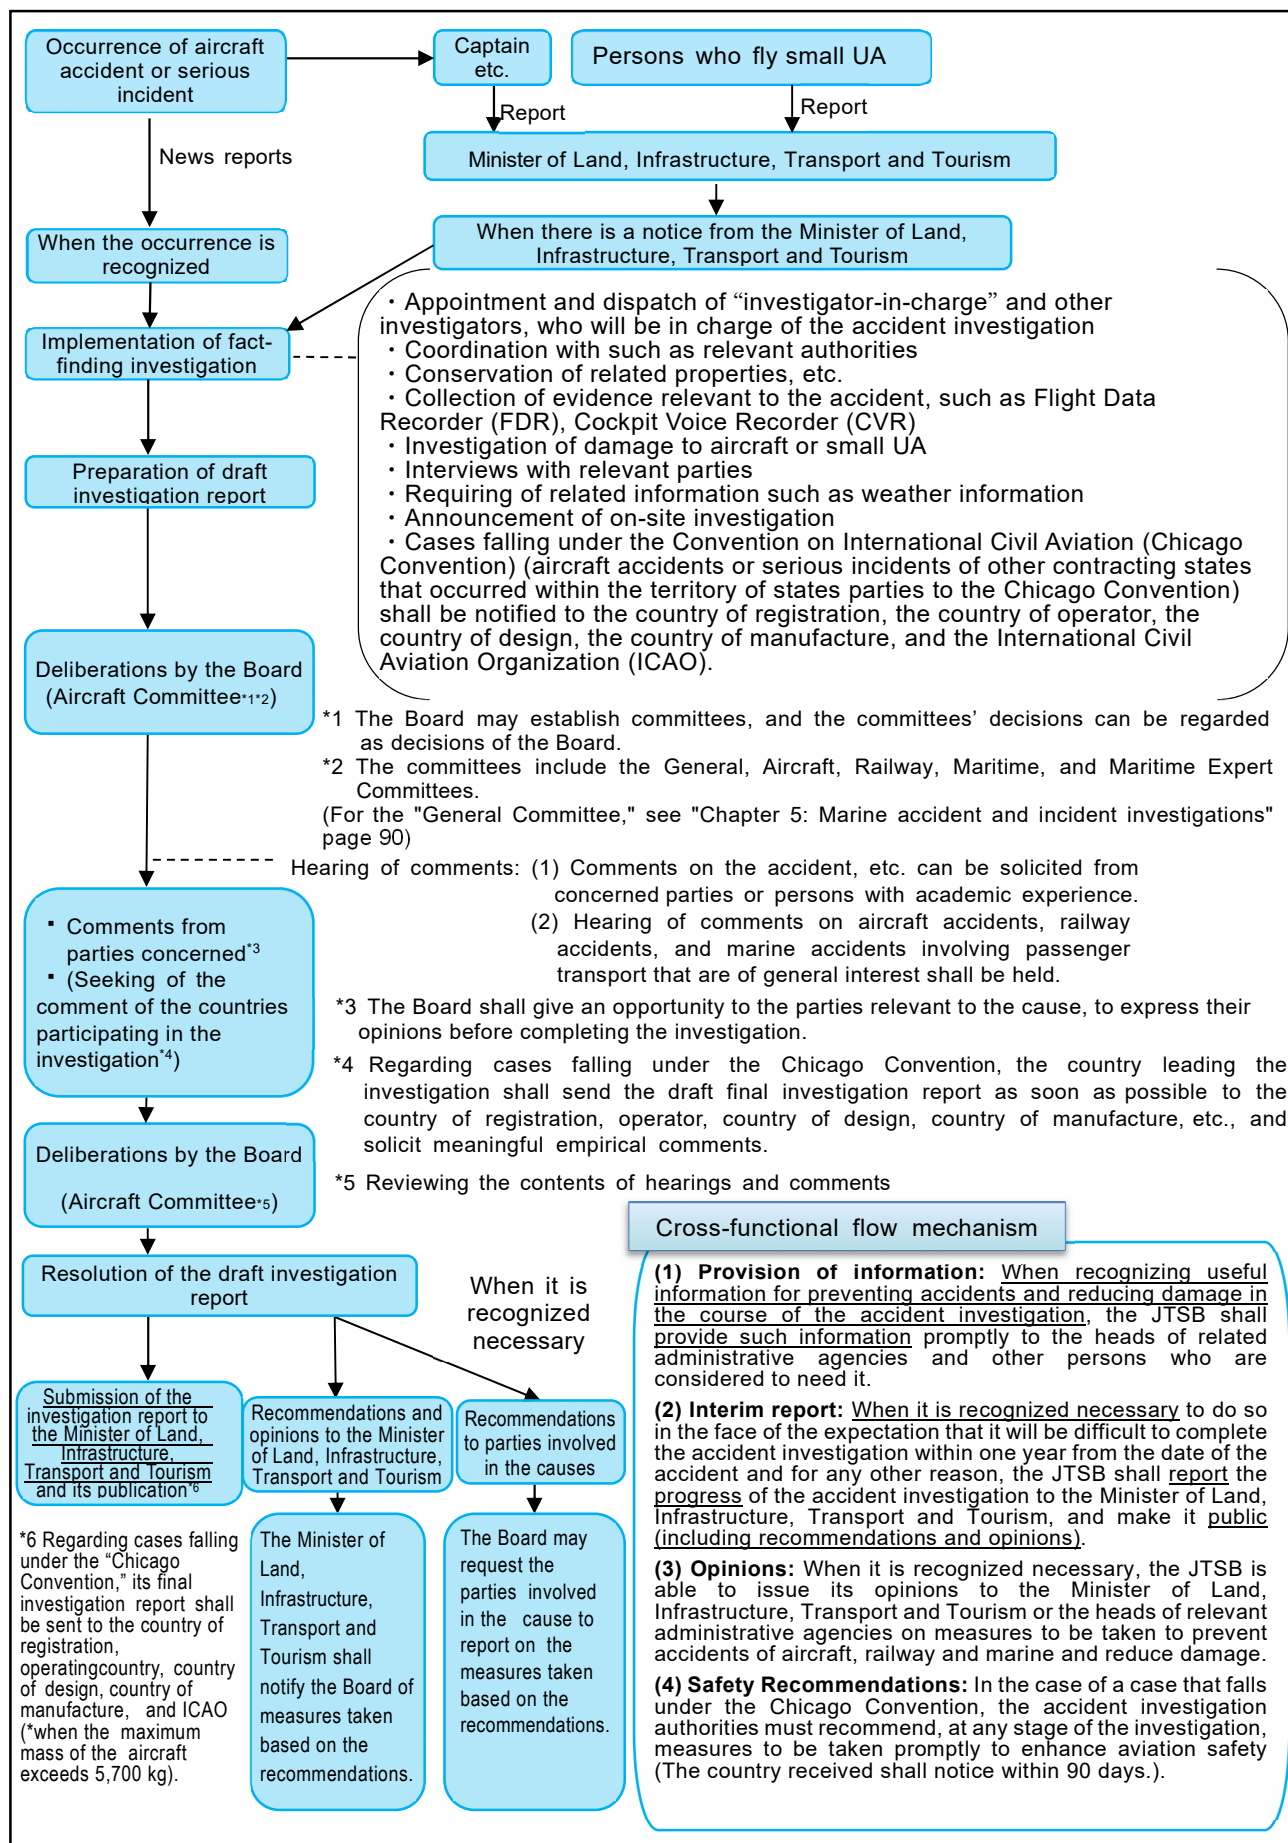 Occurrence of aircraft
accident or serious
incident
Captain
etc.
Persons who fly small UA
Report
Report
News reports
Minister of Land, Infrastructure, Transport and Tourism
When the occurrence is
recognized
When there is a notice from the Minister of Land,
Infrastructure, Transport and Tourism
Implementation of fact-
finding investigation
・Appointment and dispatch of “investigator-in-charge” and other
investigators, who will be in charge of the accident investigation
・Coordination with such as relevant authorities
・Conservation of related properties, etc.
・Collection of evidence relevant to the accident, such as Flight Data
Recorder (FDR), Cockpit Voice Recorder (CVR)
・Investigation of damage to aircraft or small UA
・Interviews with relevant parties
・Requiring of related information such as weather information
・Announcement of on-site investigation
・Cases falling under the Convention on International Civil Aviation (Chicago
Convention) (aircraft accidents or serious incidents of other contracting states
that occurred within the territory of states parties to the Chicago Convention)
shall be notified to the country of registration, the country of operator, the
country of design, the country of manufacture, and the International Civil
Aviation Organization (ICAO).
Preparation of draft
investigation report
Deliberations by the Board
(Aircraft Committee*1*2)
*1 The Board may establish committees, and the committees’ decisions can be regarded
as decisions of the Board.
*2 The committees include the General, Aircraft, Railway, Maritime, and Maritime Expert
Committees.
(For the "General Committee," see "Chapter 5: Marine accident and incident investigations"
page 90)
Hearing of comments: (1) Comments on the accident, etc. can be solicited from
concerned parties or persons with academic experience.
(2) Hearing of comments on aircraft accidents, railway
accidents, and marine accidents involving passenger
transport that are of general interest shall be held.
▪ Comments from
parties concerned*3
▪ (Seeking of the
comment of the countries
participating in the
investigation*4)
*3 The Board shall give an opportunity to the parties relevant to the cause, to express their
opinions before completing the investigation.
*4 Regarding cases falling under the Chicago Convention, the country leading the
investigation shall send the draft final investigation report as soon as possible to the
country of registration, operator, country of design, country of manufacture, etc., and
solicit meaningful empirical comments.
Deliberations by the Board
(Aircraft Committee*5)
*5 Reviewing the contents of hearings and comments
Resolution of the draft investigation
report
When it is
recognized
necessary
Submission of the
investigation report to
the Minister of Land,
Infrastructure,
Transport and Tourism
and its publication*6
Recommendations and
opinions to the Minister
of Land, Infrastructure,
Transport and Tourism
Recommendations
to parties involved
in the causes
*6 Regarding cases falling
under the “Chicago
Convention,” its final
investigation report shall
be sent to the country of
registration,
operatingcountry, country
of design, country of
manufacture, and ICAO
(*when the maximum
mass of the aircraft
exceeds 5,700 kg).
The Minister of
Land,
Infrastructure,
Transport and
Tourism shall
notify the Board of
measures taken
based on the
recommendations.
The Board may
request the
parties involved
in the cause to
report on the
measures taken
based on the
recommendations.
Cross-functional flow mechanism
(1) Provision of information: When recognizing useful
information for preventing accidents and reducing damage in
the course of the accident investigation, the JTSB shall
provide such information promptly to the heads of related
administrative agencies and other persons who are
considered to need it.
(2) Interim report: When it is recognized necessary to do so
in the face of the expectation that it will be difficult to complete
the accident investigation within one year from the date of the
accident and for any other reason, the JTSB shall report the
progress of the accident investigation to the Minister of Land,
Infrastructure, Transport and Tourism, and make it public
(including recommendations and opinions).
(3) Opinions: When it is recognized necessary, the JTSB is
able to issue its opinions to the Minister of Land,
Infrastructure, Transport and Tourism or the heads of relevant
administrative agencies on measures to be taken to prevent
accidents of aircraft, railway and marine and reduce damage.
(4) Safety Recommendations: In the case of a case that falls
under the Chicago Convention, the accident investigation
authorities must recommend, at any stage of the investigation,
measures to be taken promptly to enhance aviation safety
(The country received shall notice within 90 days.).